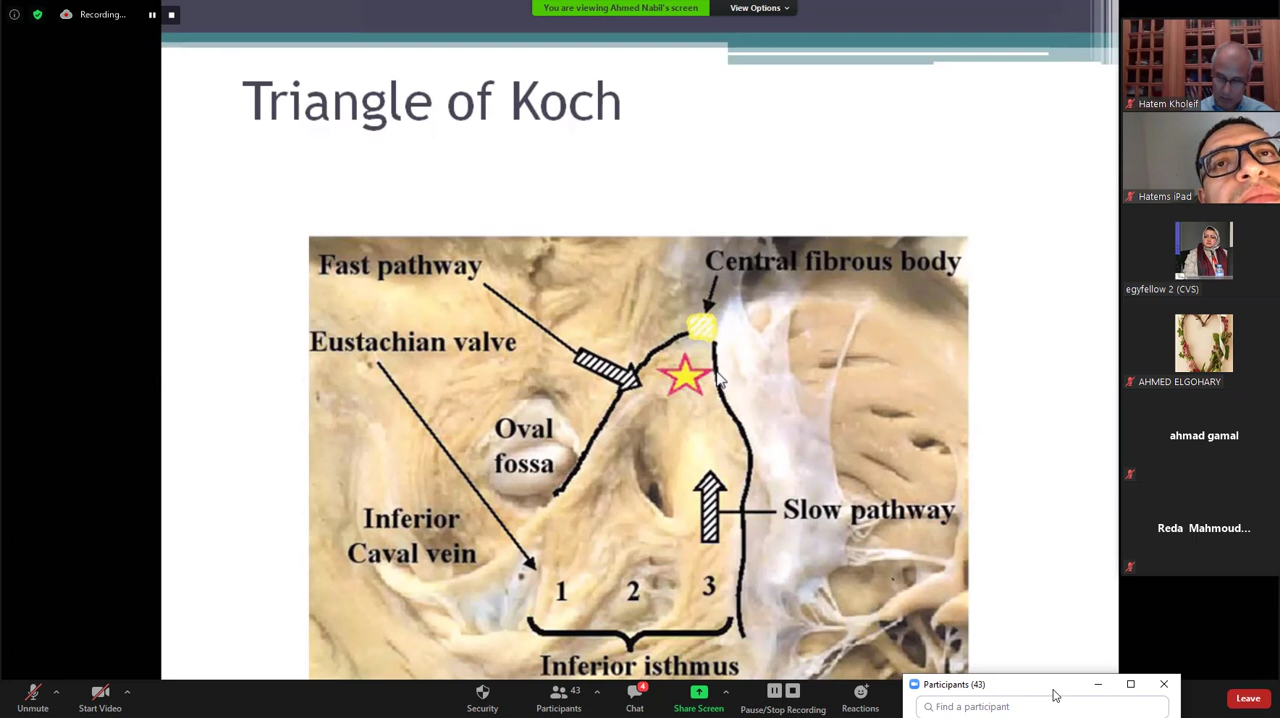 Recording...
You are viewing Ahmed Nabil's screen
View Options
Triangle of Koch
Fast pathway
Central fibrous body
Eustachian valve
Oval
fossa
Inferior
Caval vein
Slow pathway
1 2 3
Inferior isthmus
Hatem Kholeif
Hatems iPad
egyfellow 2 (CVS)
AHMED ELGOHARY
ahmad gamal
Reda Mahmoud...
Participants (43)
Find a participant
Unmute
Start Video
Security
43
Participants
4
Chat
Share Screen
Pause/Stop Recording
Reactions
Leave